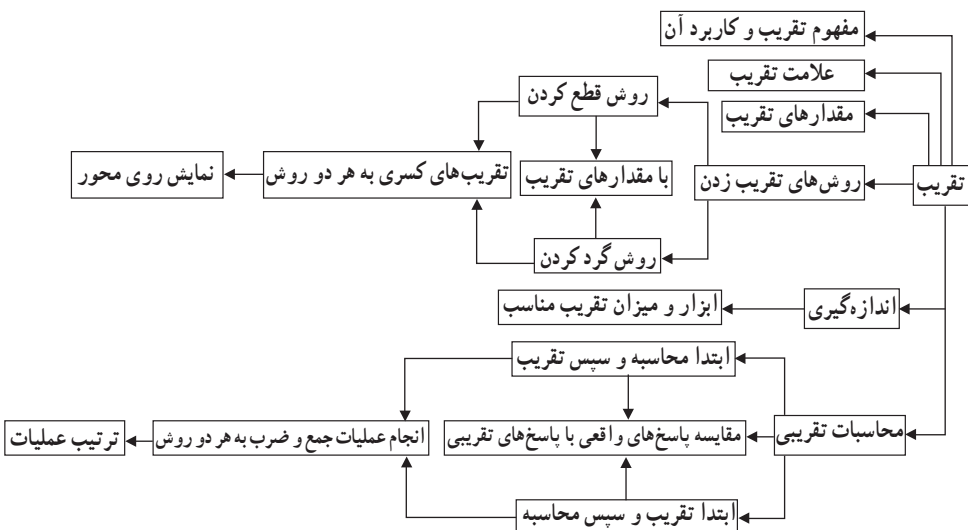 مفهوم تقریب و کاربرد آن
علامت تقریب
مقدارهای تقریب
تقریب
روش‌های تقریب زدن
روش قطع کردن
با مقدارهای تقریب
روش گرد کردن
تقریب‌های کسری به هر دو روش
نمایش روی محور
اندازه‌گیری
ابزار و میزان تقریب مناسب
محاسبات تقریبی
ابتدا محاسبه و سپس تقریب
مقایسه پاسخ‌های واقعی با پاسخ‌های تقریبی
ابتدا تقریب و سپس محاسبه
انجام عملیات جمع و ضرب به هر دو روش
ترتیب عملیات